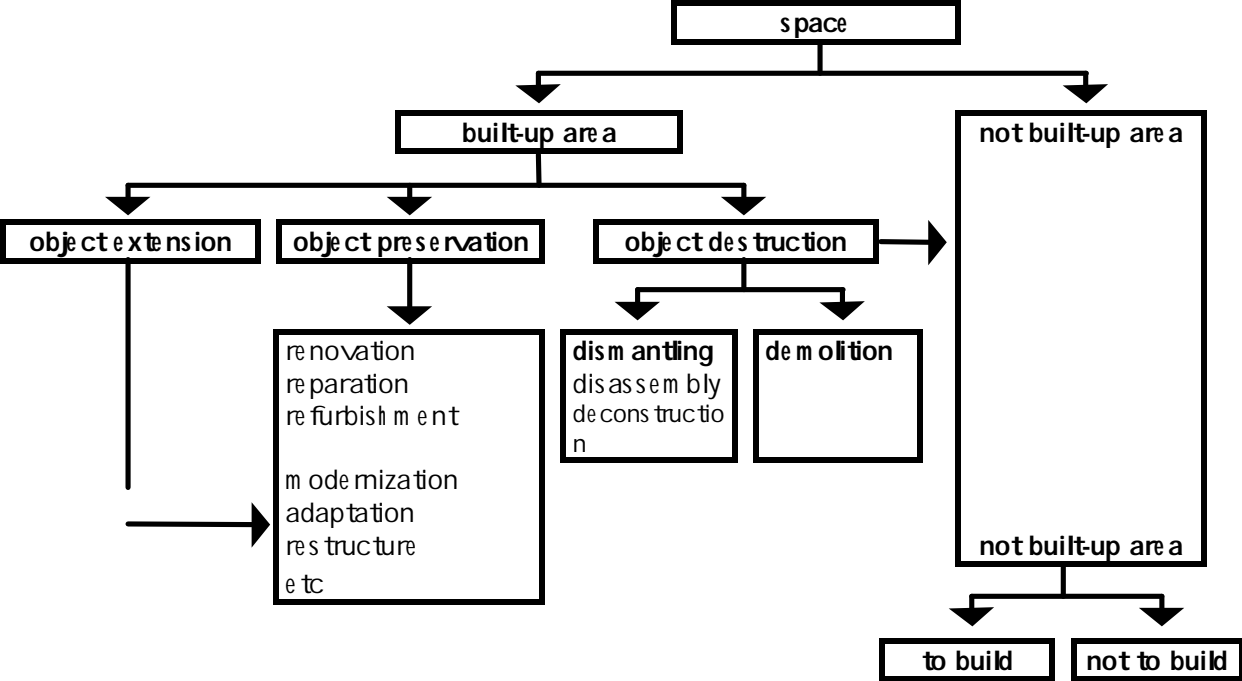 space
built-up area
not built-up area
object extension
object preservation
object destruction
renovation
reparation
refurbishment
modernization
adaptation
restructure
etc
dismantling
disassembly
deconstructio
n
demolition
not built-up area
to build
not to build